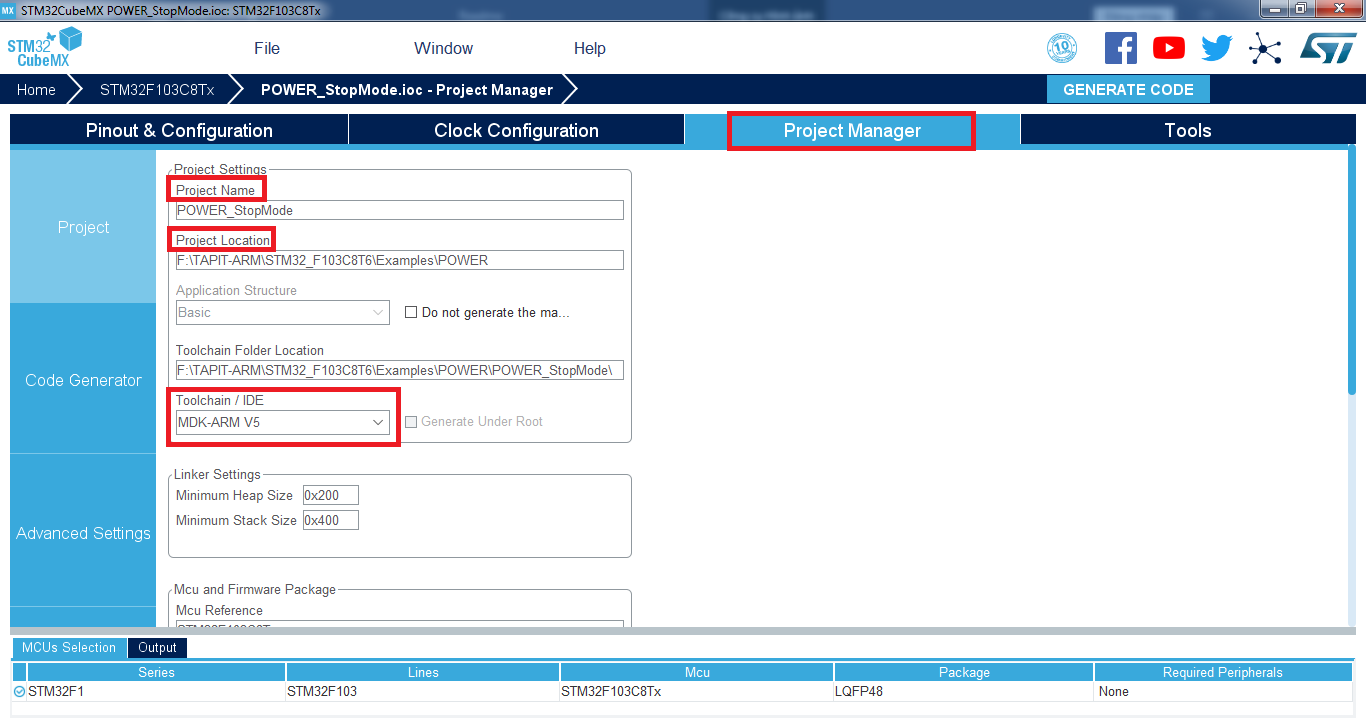 MX STM32CubeMX POWER_StopMode.ioc: STM32F103C8Tx
STM32 CubeMX
File Window Help
10
ST
Home STM32F103C8Tx POWER_StopMode.ioc - Project Manager GENERATE CODE
Pinout & Configuration Clock Configuration Project Manager Tools
Project
Code Generator
Advanced Settings
Project Settings
Project Name
POWER_StopMode
Project Location
F:\TAPIT-ARM\STM32_F103C8T6\Examples\POWER
Application Structure
Basic Do not generate the ma...
Toolchain Folder Location
F:\TAPIT-ARM\STM32_F103C8T6\Examples\POWER\POWER_StopMode\
Toolchain / IDE
MDK-ARM V5 Generate Under Root
Linker Settings
Minimum Heap Size 0x200
Minimum Stack Size 0x400
Mcu and Firmware Package
Mcu Reference
MCUs Selection Output
Series Lines Mcu Package Required Peripherals
STM32F1 STM32F103 STM32F103C8Tx LQFP48 None